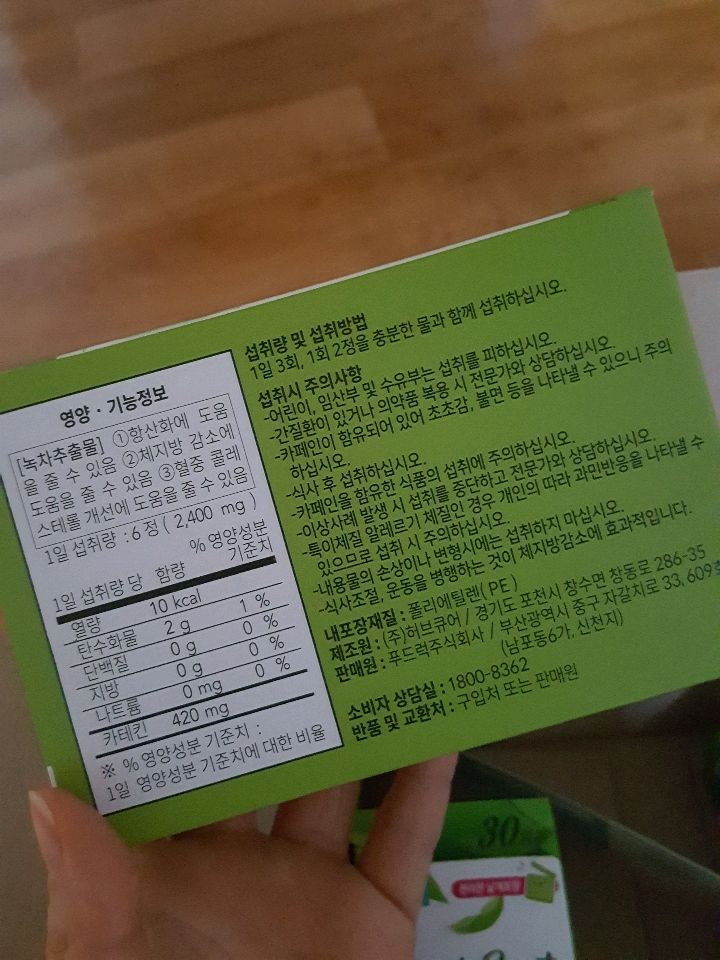 영양 · 기능정보
[녹차추출물] ①항산화에 도움
을 줄 수 있음 ②체지방 감소에
도움을 줄 수 있음 ③혈중 콜레
스테롤 개선에 도움을 줄 수 있음
1일 섭취량 : 6정 ( 2,400 mg )
1일 섭취량당 함량 % 영양성분 기준치
열량 10 kcal
탄수화물 2 g 1 %
단백질 0 g 0 %
지방 0 g 0 %
나트륨 0 mg 0 %
카테킨 420 mg
※ % 영양성분 기준치 :
1일 영양성분 기준치에 대한 비율
섭취량 및 섭취방법
1일 3회, 1회 2정을 충분한 물과 함께 섭취하십시오.
섭취시 주의사항
-어린이, 임산부 및 수유부는 섭취를 피하십시오.
-간질환이 있거나 의약품 복용 시 전문가와 상담하십시오.
-카페인이 함유되어 있어 초조감, 불면 등을 나타낼 수 있으니 주의
하십시오.
-식사 후 섭취하십시오.
-카페인을 함유한 식품의 섭취에 주의하십시오.
-이상사례 발생 시 섭취를 중단하고 전문가와 상담하십시오.
-특이체질 알레르기 체질인 경우 개인의 따라 과민반응을 나타낼 수
있으므로 섭취 시 주의하십시오.
-내용물의 손상이나 변형시에는 섭취하지 마십시오.
-식사조절, 운동을 병행하는 것이 체지방감소에 효과적입니다.
내포장재질 : 폴리에틸렌(PE)
제조원 : (주)허브큐어 / 경기도 포천시 창수면 창동로 286-35
판매원 : 푸드럭주식회사 / 부산광역시 중구 자갈치로 33, 609호
(남포동6가, 신천지)
소비자 상담실 : 1800-8362
반품 및 교환처 : 구입처 또는 판매원
30